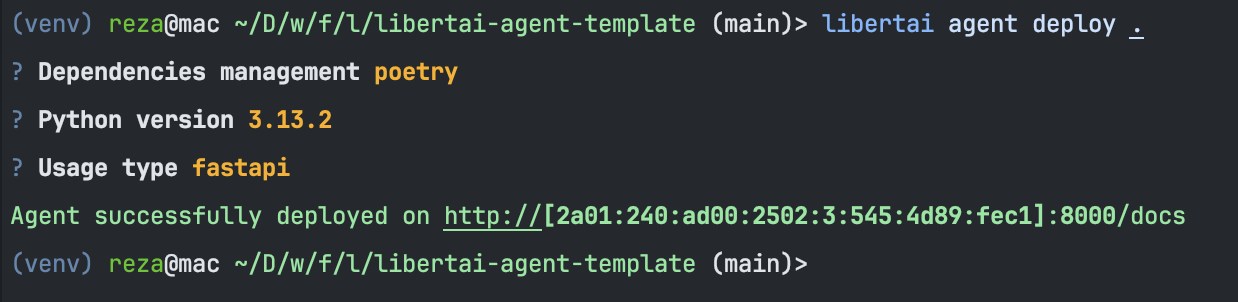 (venv) reza@mac ~/D/w/f/l/libertai-agent-template (main)> libertai agent deploy .
? Dependencies management poetry
? Python version 3.13.2
? Usage type fastapi
Agent successfully deployed on http://[2a01:240:ad00:2502:3:545:4d89:fec1]:8000/docs
(venv) reza@mac ~/D/w/f/l/libertai-agent-template (main)>